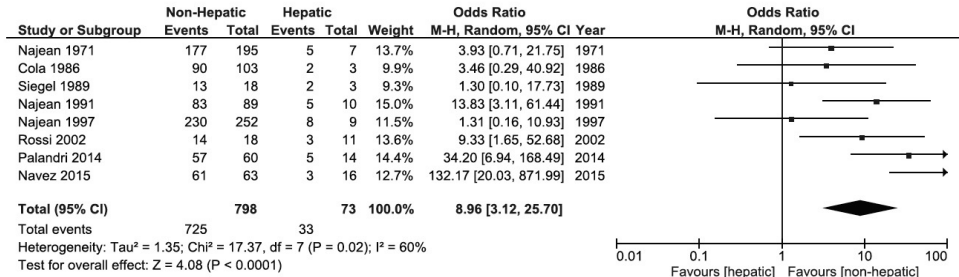 Non-Hepatic Hepatic Odds Ratio Odds Ratio
Study or Subgroup Events Total Events Total Weight M-H, Random, 95% CI Year M-H, Random, 95% CI
Najean 1971 177 195 5 7 13.7% 3.93 [0.71, 21.75] 1971
Cola 1986 90 103 2 3 9.9% 3.46 [0.29, 40.92] 1986
Siegel 1989 13 18 2 3 9.3% 1.30 [0.10, 17.73] 1989
Najean 1991 83 89 5 10 15.0% 13.83 [3.11, 61.44] 1991
Najean 1997 230 252 8 9 11.5% 1.31 [0.16, 10.93] 1997
Rossi 2002 14 18 3 11 13.6% 9.33 [1.65, 52.68] 2002
Palandri 2014 57 60 5 14 14.4% 34.20 [6.94, 168.49] 2014
Navez 2015 61 63 3 16 12.7% 132.17 [20.03, 871.99] 2015
Total (95% CI) 798 73 100.0% 8.96 [3.12, 25.70]
Total events 725 33
Heterogeneity: Tau² = 1.35; Chi² = 17.37, df = 7 (P = 0.02); I² = 60%
Test for overall effect: Z = 4.08 (P < 0.0001)
0.01 0.1 1 10 100
Favours [hepatic] Favours [non-hepatic]